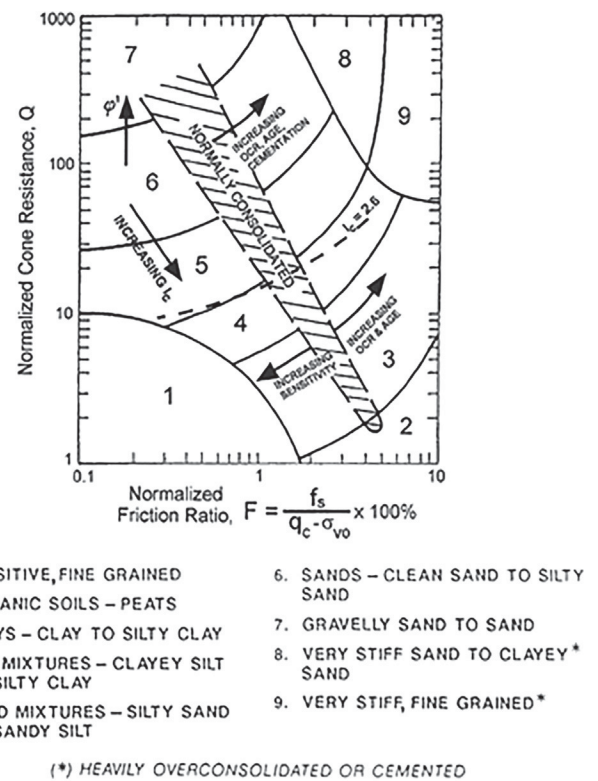 1000
100
10
1
0.1
1
10
Normalized Cone Resistance, Q
7
8
9
6
5
4
1
3
2
φ'
INCREASING
OCR, AGE,
CEMENTATION
NORMALLY CONSOLIDATED
INCREASING Ic
Ic = 2.6
INCREASING
OCR & AGE
INCREASING
SENSITIVITY
Normalized
Friction Ratio, F = fs / (qc - σvo) x 100%
SITIVE, FINE GRAINED
ANIC SOILS – PEATS
YS – CLAY TO SILTY CLAY
MIXTURES – CLAYEY SILT
SILTY CLAY
D MIXTURES – SILTY SAND
SANDY SILT
6. SANDS – CLEAN SAND TO SILTY
SAND
7. GRAVELLY SAND TO SAND
8. VERY STIFF SAND TO CLAYEY*
SAND
9. VERY STIFF, FINE GRAINED*
(*) HEAVILY OVERCONSOLIDATED OR CEMENTED